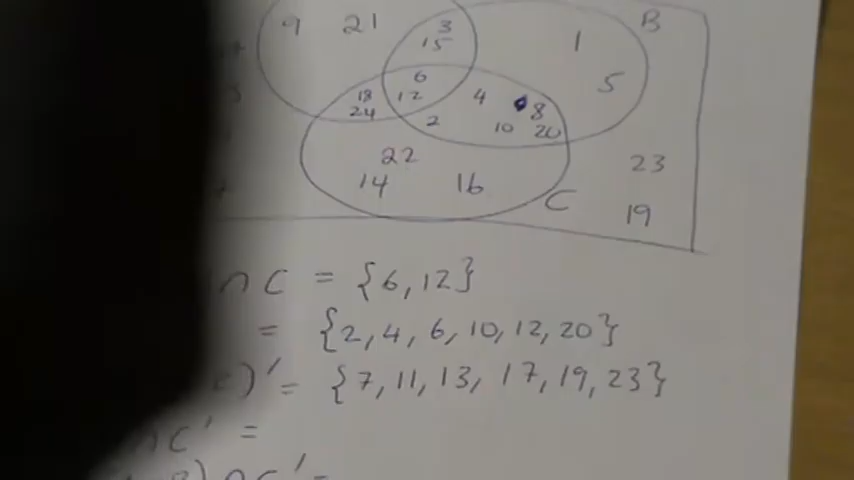 9 21 3 1 B
15
5
6
18 12 4 8
24 2 10 20
22 23
14 16 C 19
∩ C = {6, 12}
= {2, 4, 6, 10, 12, 20}
)' = {7, 11, 13, 17, 19, 23}
∩ C' =
) ∩ C' =